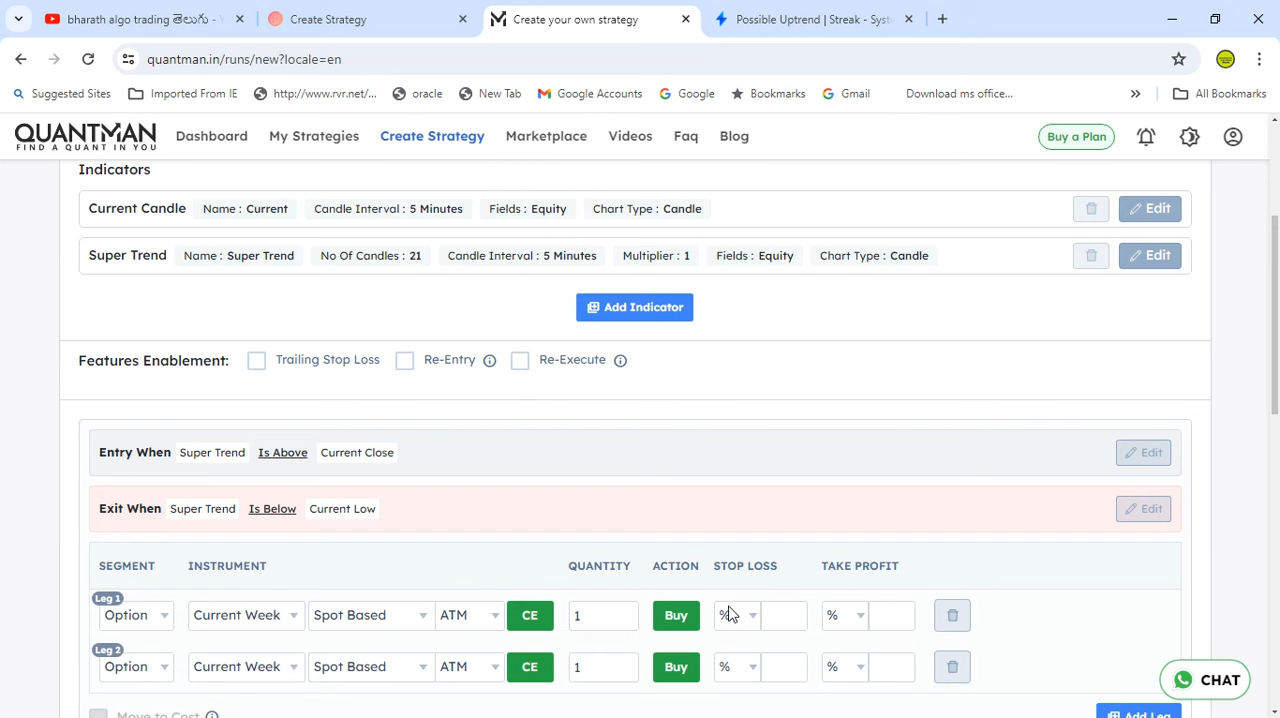 bharath algo trading తెలుగు -
Create Strategy
Create your own strategy
Possible Uptrend | Streak - Syst
quantman.in/runs/new?locale=en
Suggested Sites
Imported From IE
http://www.rvr.net/...
oracle
New Tab
Google Accounts
Google
Bookmarks
Gmail
Download ms office...
All Bookmarks
QUANTMAN
FIND A QUANT IN YOU
Dashboard
My Strategies
Create Strategy
Marketplace
Videos
Faq
Blog
Buy a Plan
Indicators
Current Candle Name : Current Candle Interval : 5 Minutes Fields : Equity Chart Type : Candle Edit
Super Trend Name : Super Trend No Of Candles : 21 Candle Interval : 5 Minutes Multiplier : 1 Fields : Equity Chart Type : Candle Edit
Add Indicator
Features Enablement: Trailing Stop Loss Re-Entry Re-Execute
Entry When Super Trend Is Above Current Close Edit
Exit When Super Trend Is Below Current Low Edit
SEGMENT INSTRUMENT QUANTITY ACTION STOP LOSS TAKE PROFIT
Leg 1
Option Current Week Spot Based ATM CE 1 Buy % %
Leg 2
Option Current Week Spot Based ATM CE 1 Buy % %
Move to Cost
Add Leg
CHAT